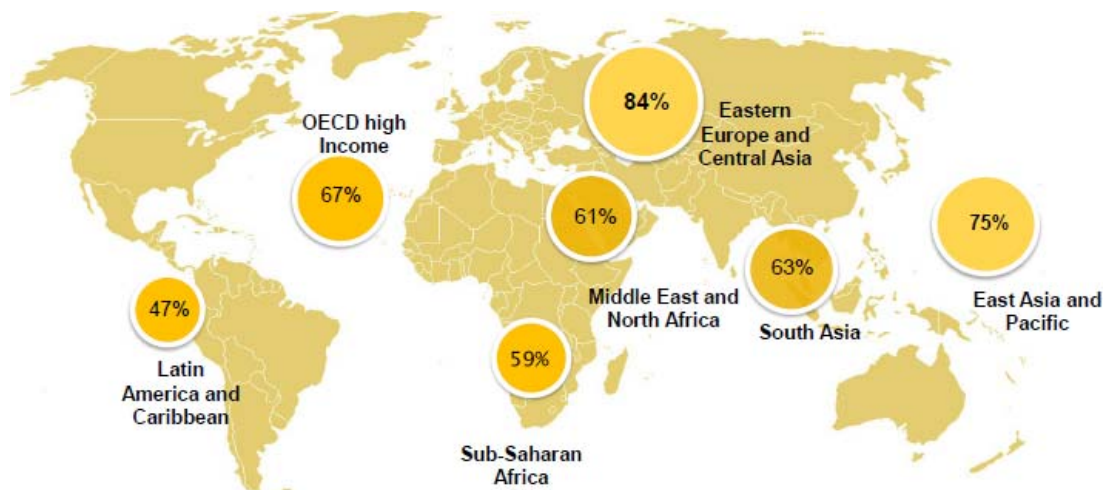 84%
Eastern
Europe and
Central Asia
OECD high
Income
67%
61%
Middle East and
North Africa
75%
East Asia and
Pacific
63%
South Asia
47%
Latin
America and
Caribbean
59%
Sub-Saharan
Africa